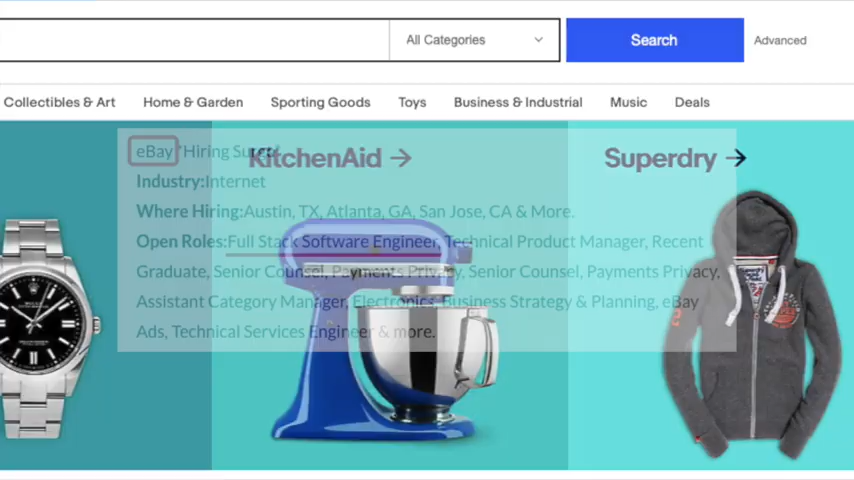 All Categories
Search
Advanced
Collectibles & Art
Home & Garden
Sporting Goods
Toys
Business & Industrial
Music
Deals
KitchenAid →
Superdry →
eBay 'Hiring
Industry:Internet
Where Hiring:Austin, TX, Atlanta, GA, San Jose, CA & More.
Open Roles:Full Stack Software Engineer, Technical Product Manager, Recent
Graduate, Senior Counsel, Payments Privacy, Senior Counsel, Payments Privacy,
Assistant Category Manager, Electronics, Business Strategy & Planning, eBay
Ads, Technical Services Engineer & more.